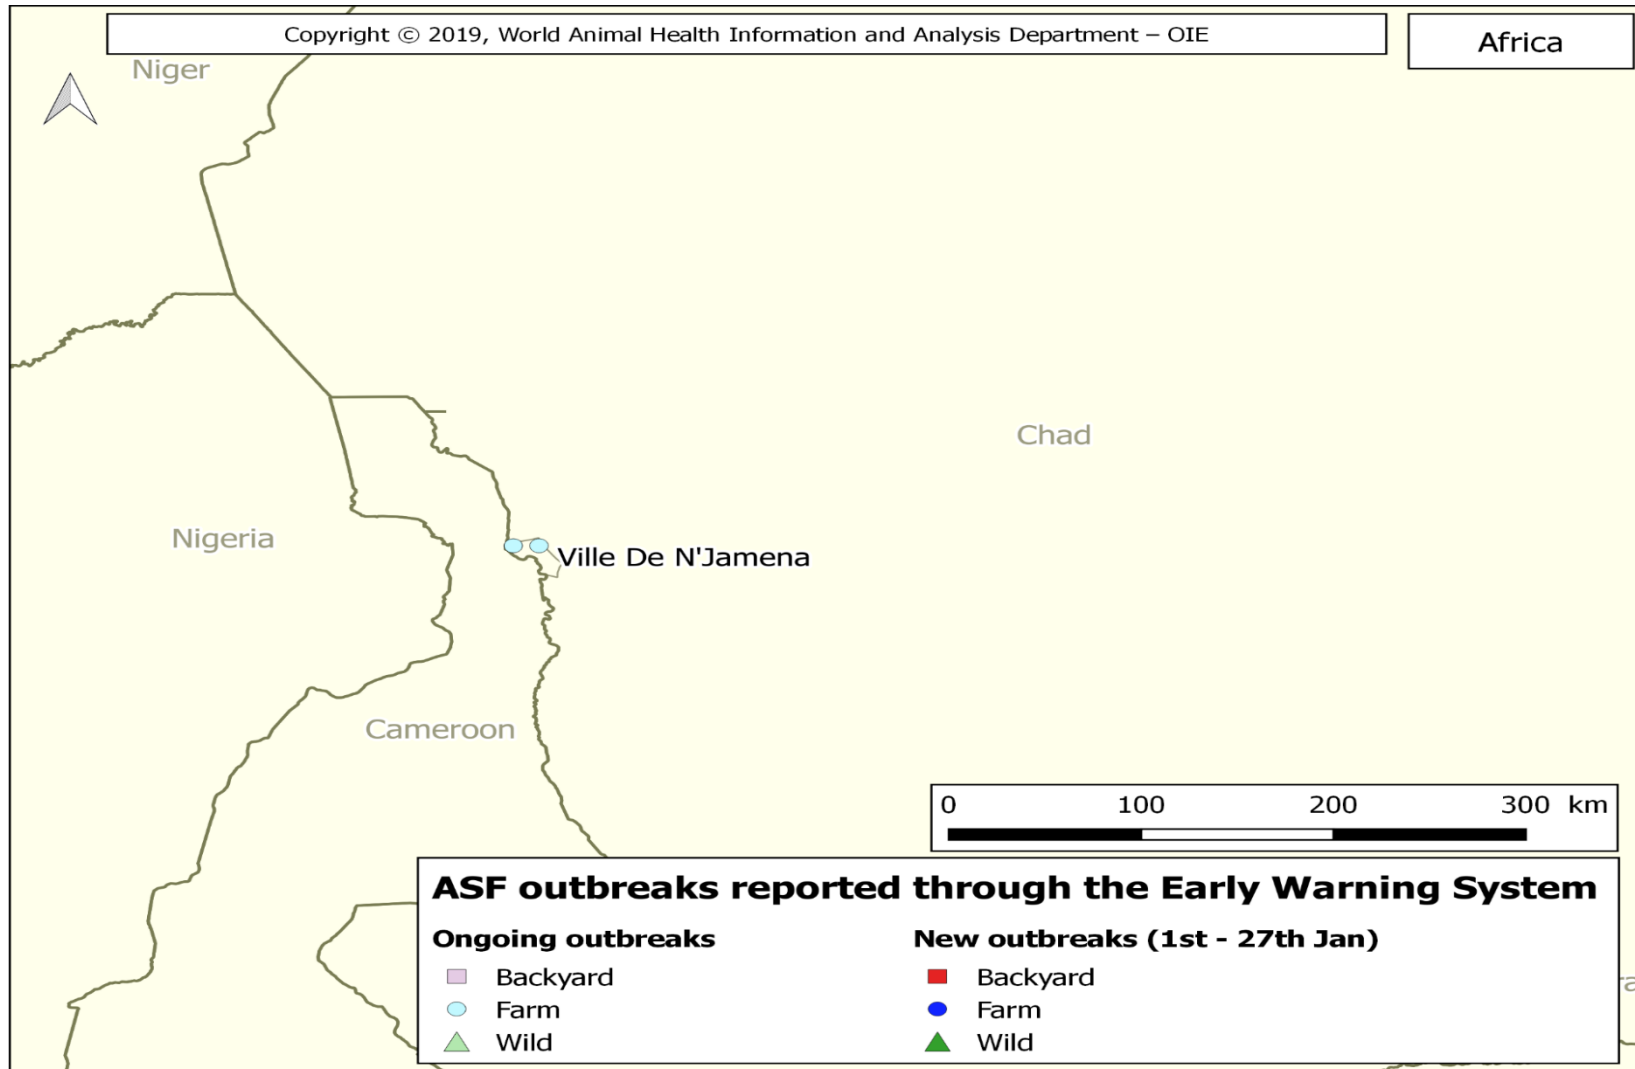 Copyright © 2019, World Animal Health Information and Analysis Department – OIE
Africa
Niger
Chad
Nigeria
Ville De N'Jamena
Cameroon
0 100 200 300 km
ASF outbreaks reported through the Early Warning System
Ongoing outbreaks
Backyard
Farm
Wild
New outbreaks (1st - 27th Jan)
Backyard
Farm
Wild